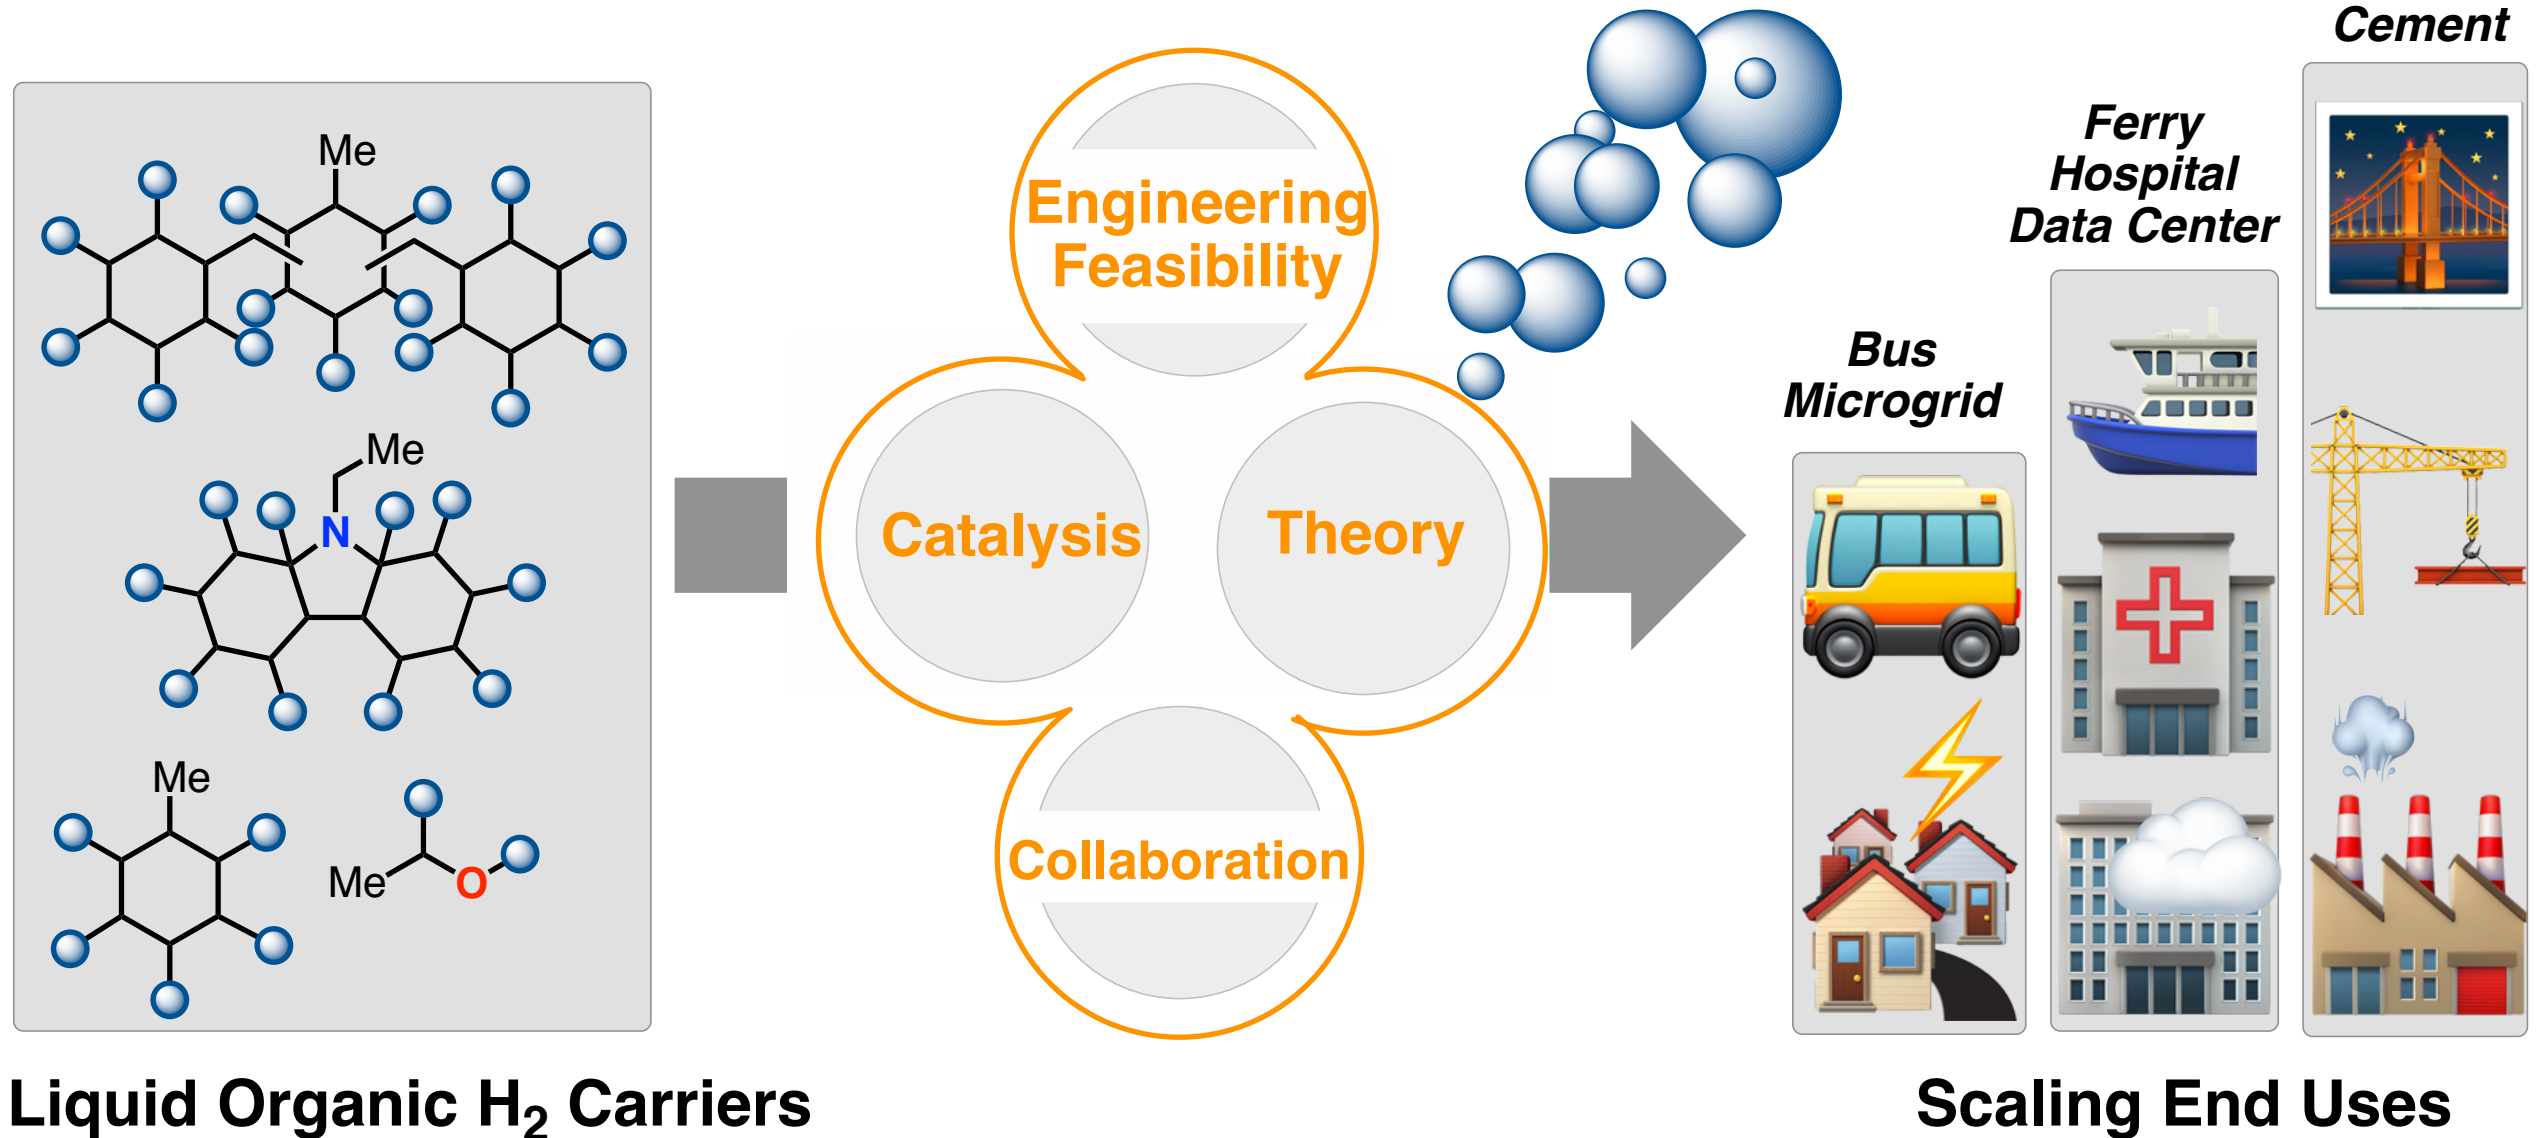 Me
Me
N
Me
Me
O
Liquid Organic H₂ Carriers
Engineering
Feasibility
Catalysis
Theory
Collaboration
Bus
Microgrid
Ferry
Hospital
Data Center
Cement
Scaling End Uses